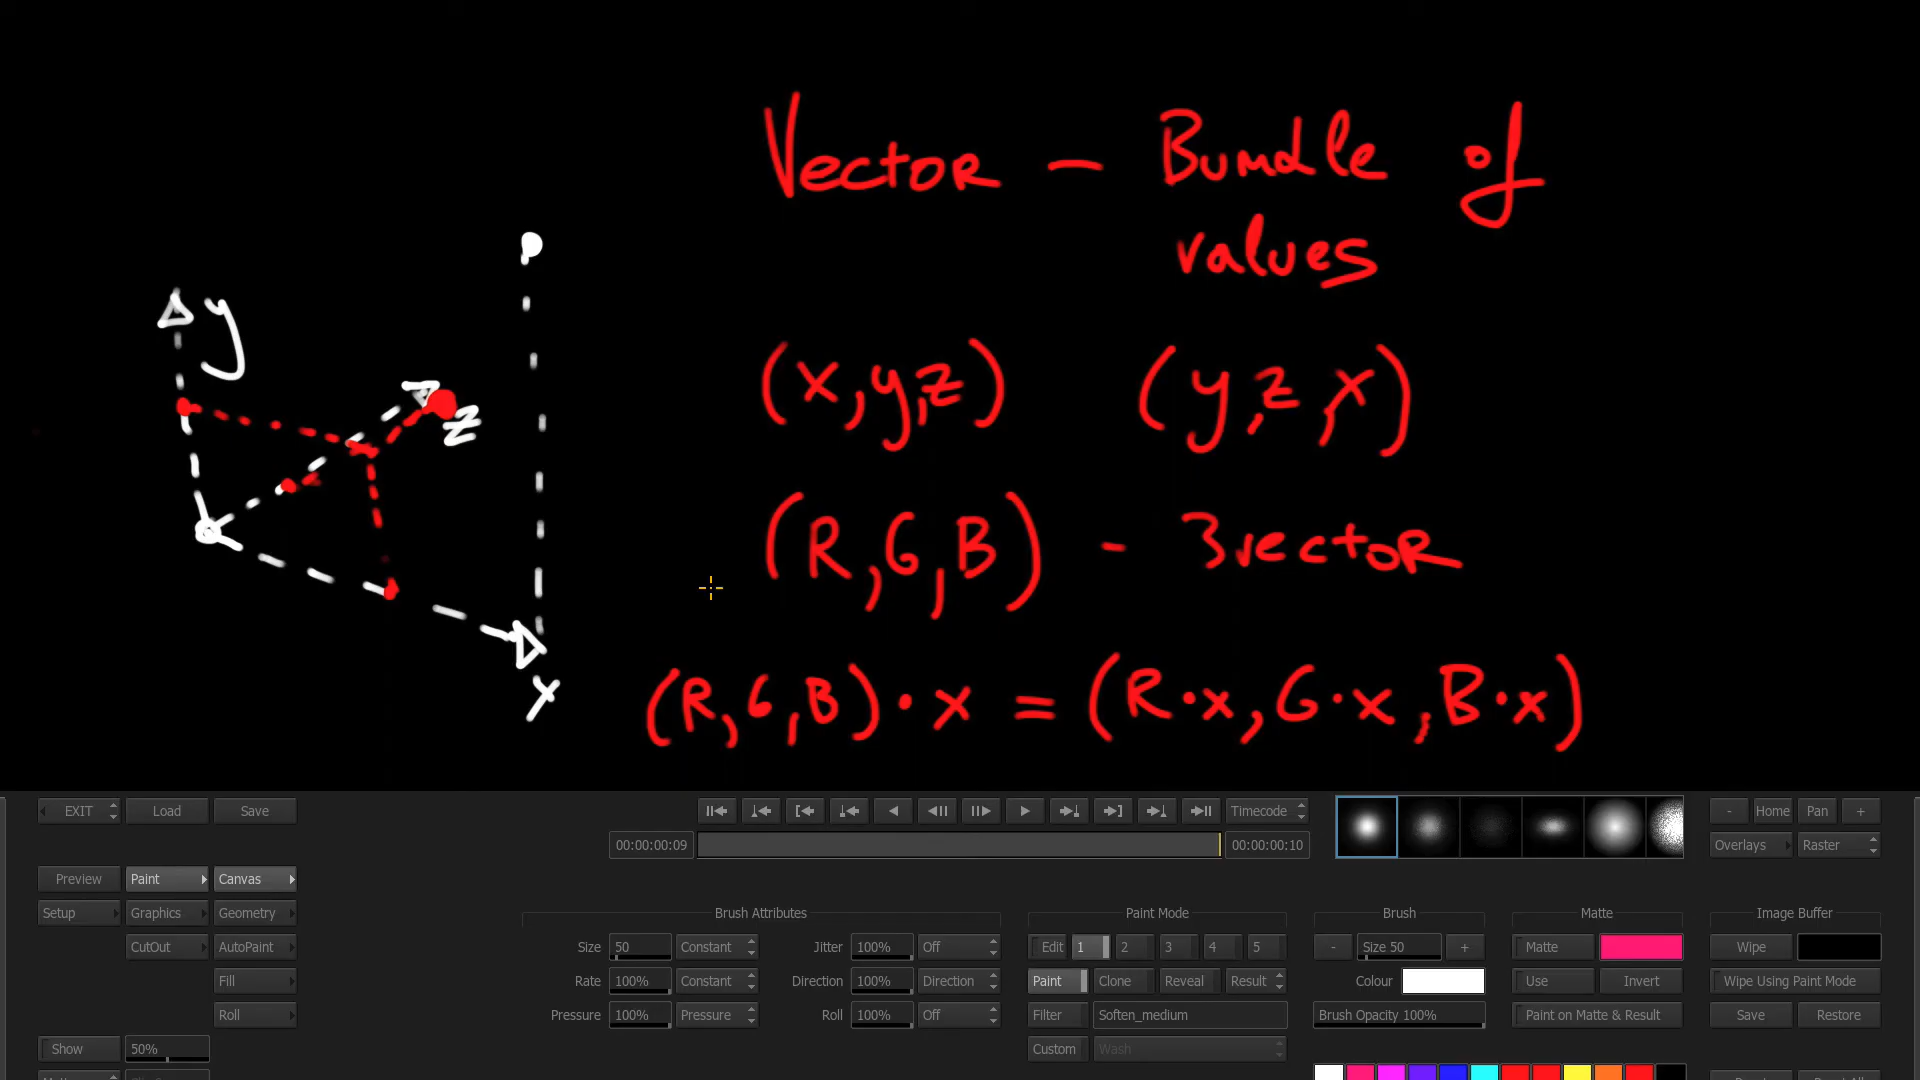 Vector – Bundle of
values
y
z
x
(x,y,z) (y,z,x)
(R,G,B) - 3vector
(R,G,B)·x = (R·x,G·x,B·x)
EXIT Load Save
Timecode
- Home Pan +
00:00:00:09 00:00:00:10
Overlays Raster
Preview Paint Canvas
Setup Graphics Geometry
CutOut AutoPaint
Fill
Roll
Show 50%
Brush Attributes
Size 50 Constant Jitter 100% Off
Rate 100% Constant Direction 100% Direction
Pressure 100% Pressure Roll 100% Off
Paint Mode
Edit 1 2 3 4 5
Paint Clone Reveal Result
Filter Soften_medium
Custom Wash
Brush
- Size 50 +
Colour
Brush Opacity 100%
Matte
Matte
Use Invert
Paint on Matte & Result
Image Buffer
Wipe
Wipe Using Paint Mode
Save Restore